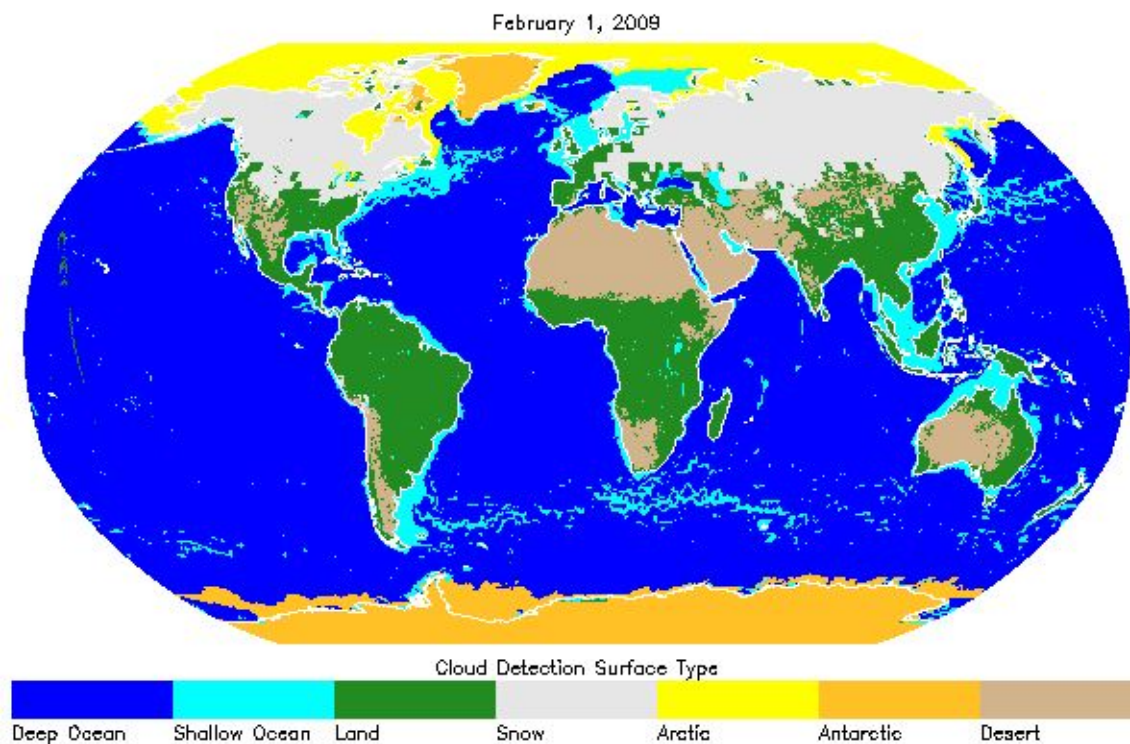 February 1, 2009
Cloud Detection Surface Type
Deep Ocean Shallow Ocean Land Snow Arctic Antarctic Desert